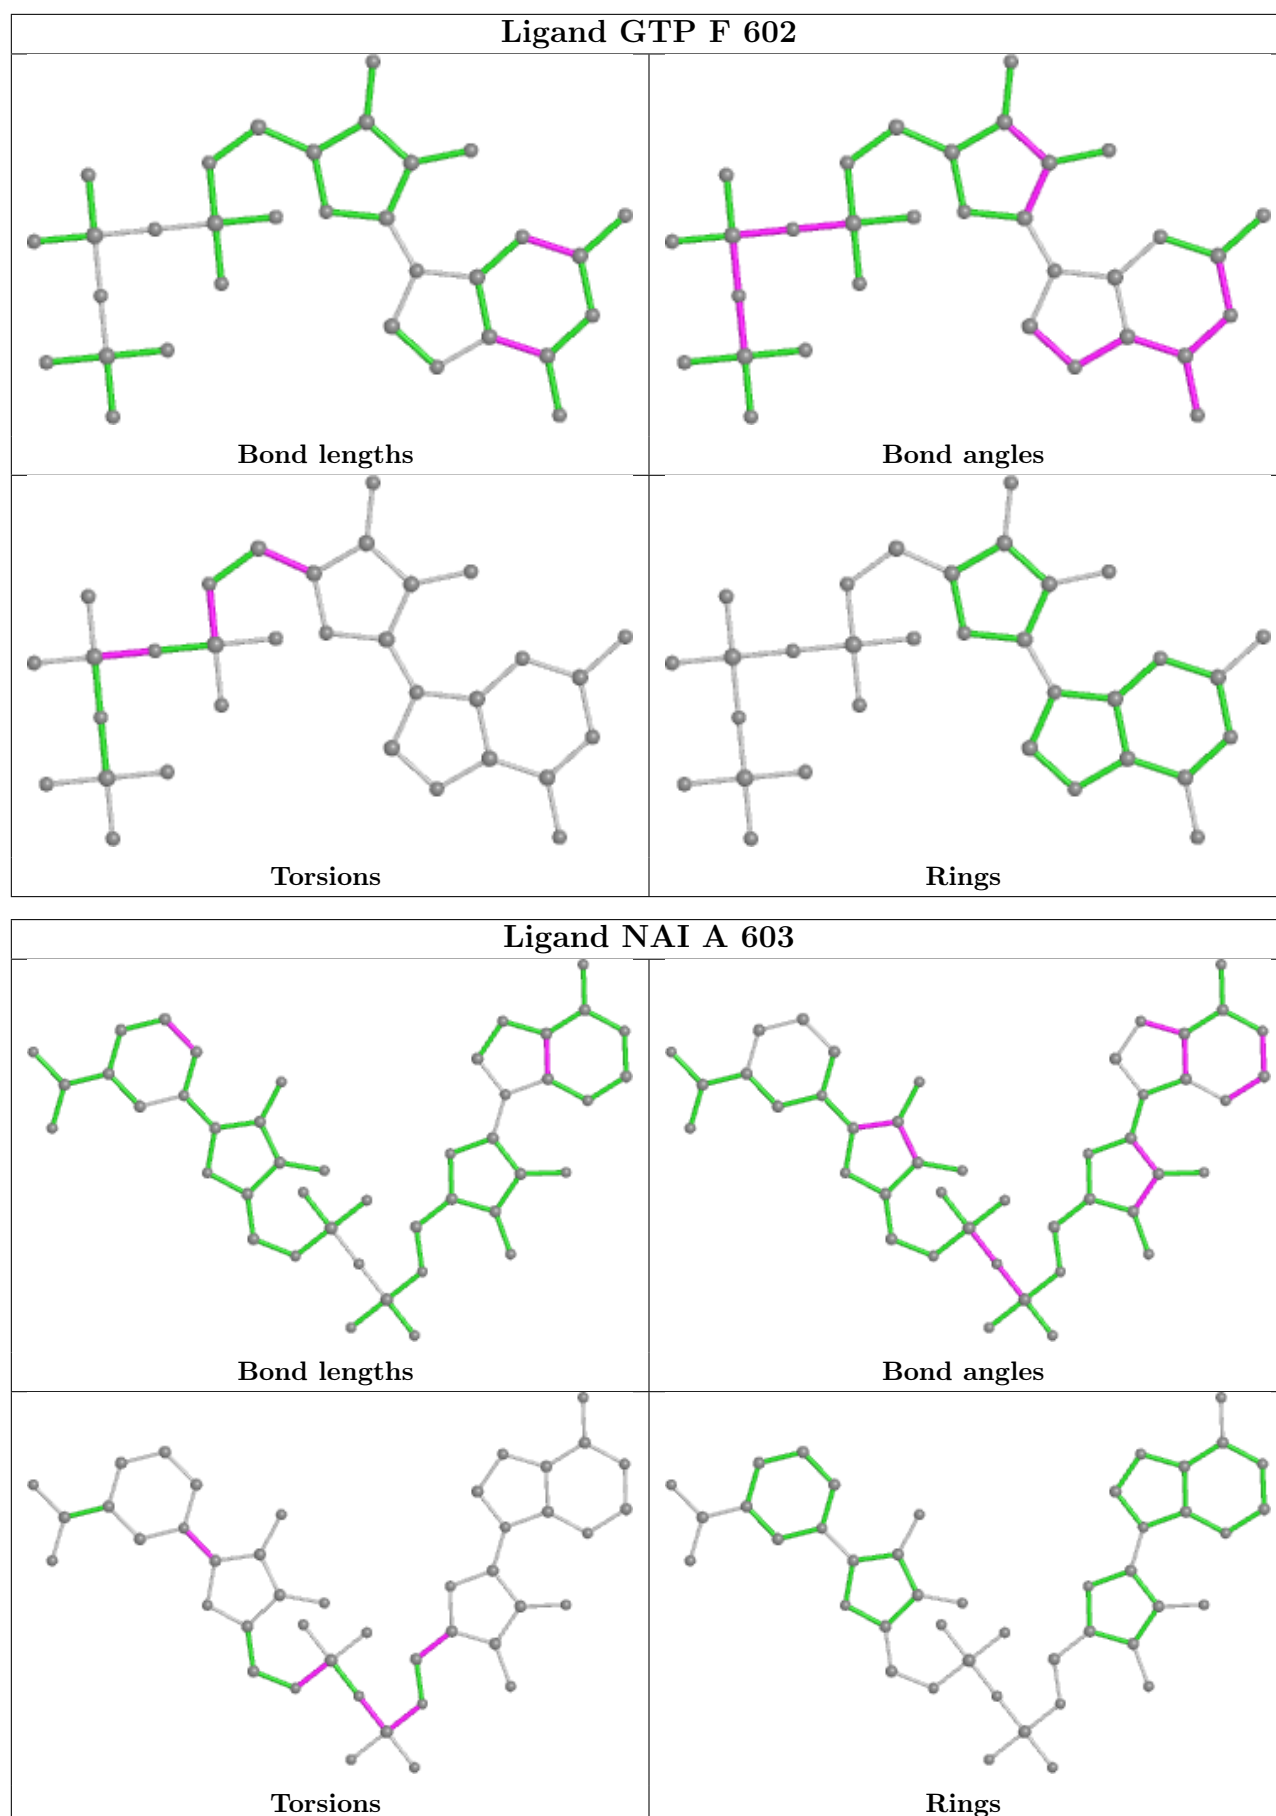 Ligand GTP F 602
Bond lengths
Bond angles
Torsions
Rings
Ligand NAI A 603
Bond lengths
Bond angles
Torsions
Rings